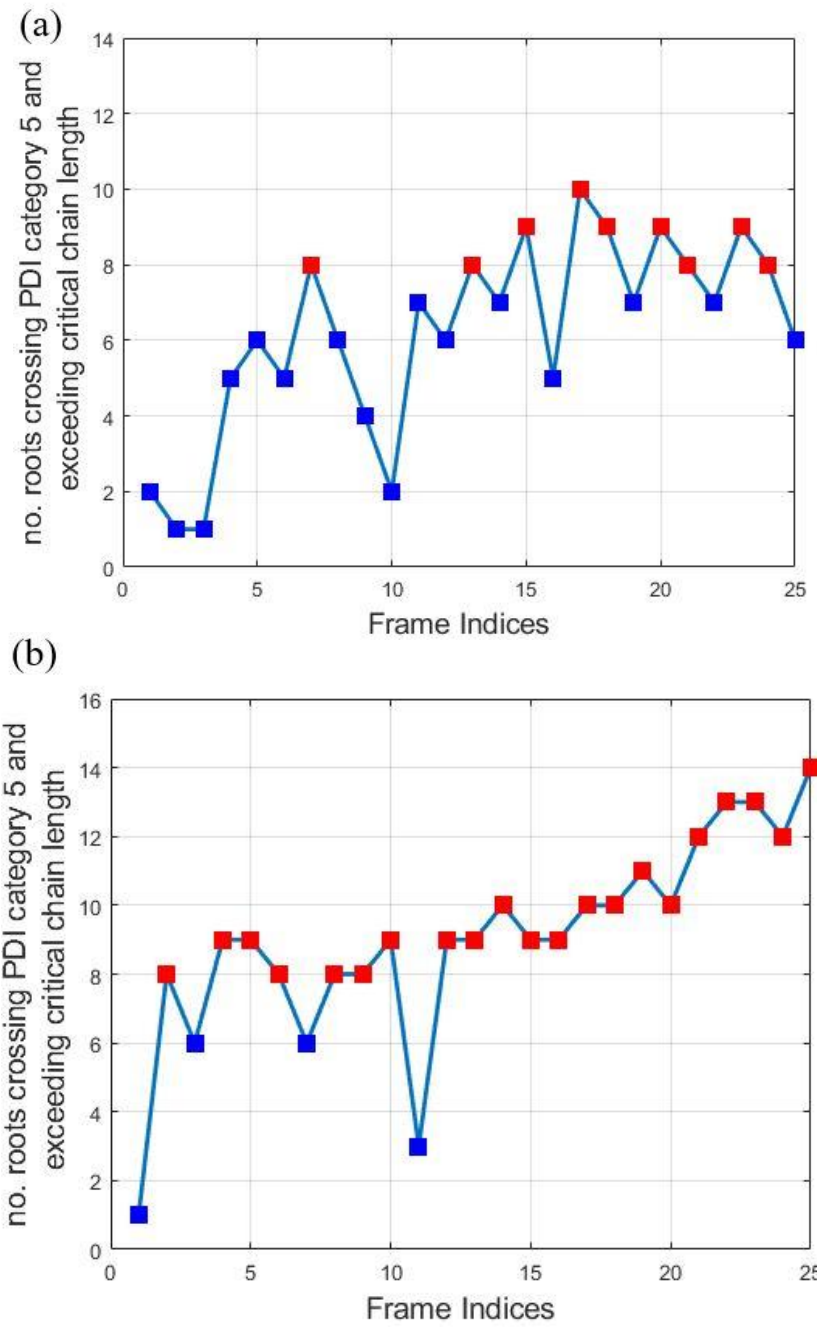 (a)
14
12
10
8
6
4
2
0
no. roots crossing PDI category 5 and
exceeding critical chain length
0 5 10 15 20 25
Frame Indices
(b)
16
14
12
10
8
6
4
2
0
no. roots crossing PDI category 5 and
exceeding critical chain length
0 5 10 15 20 25
Frame Indices